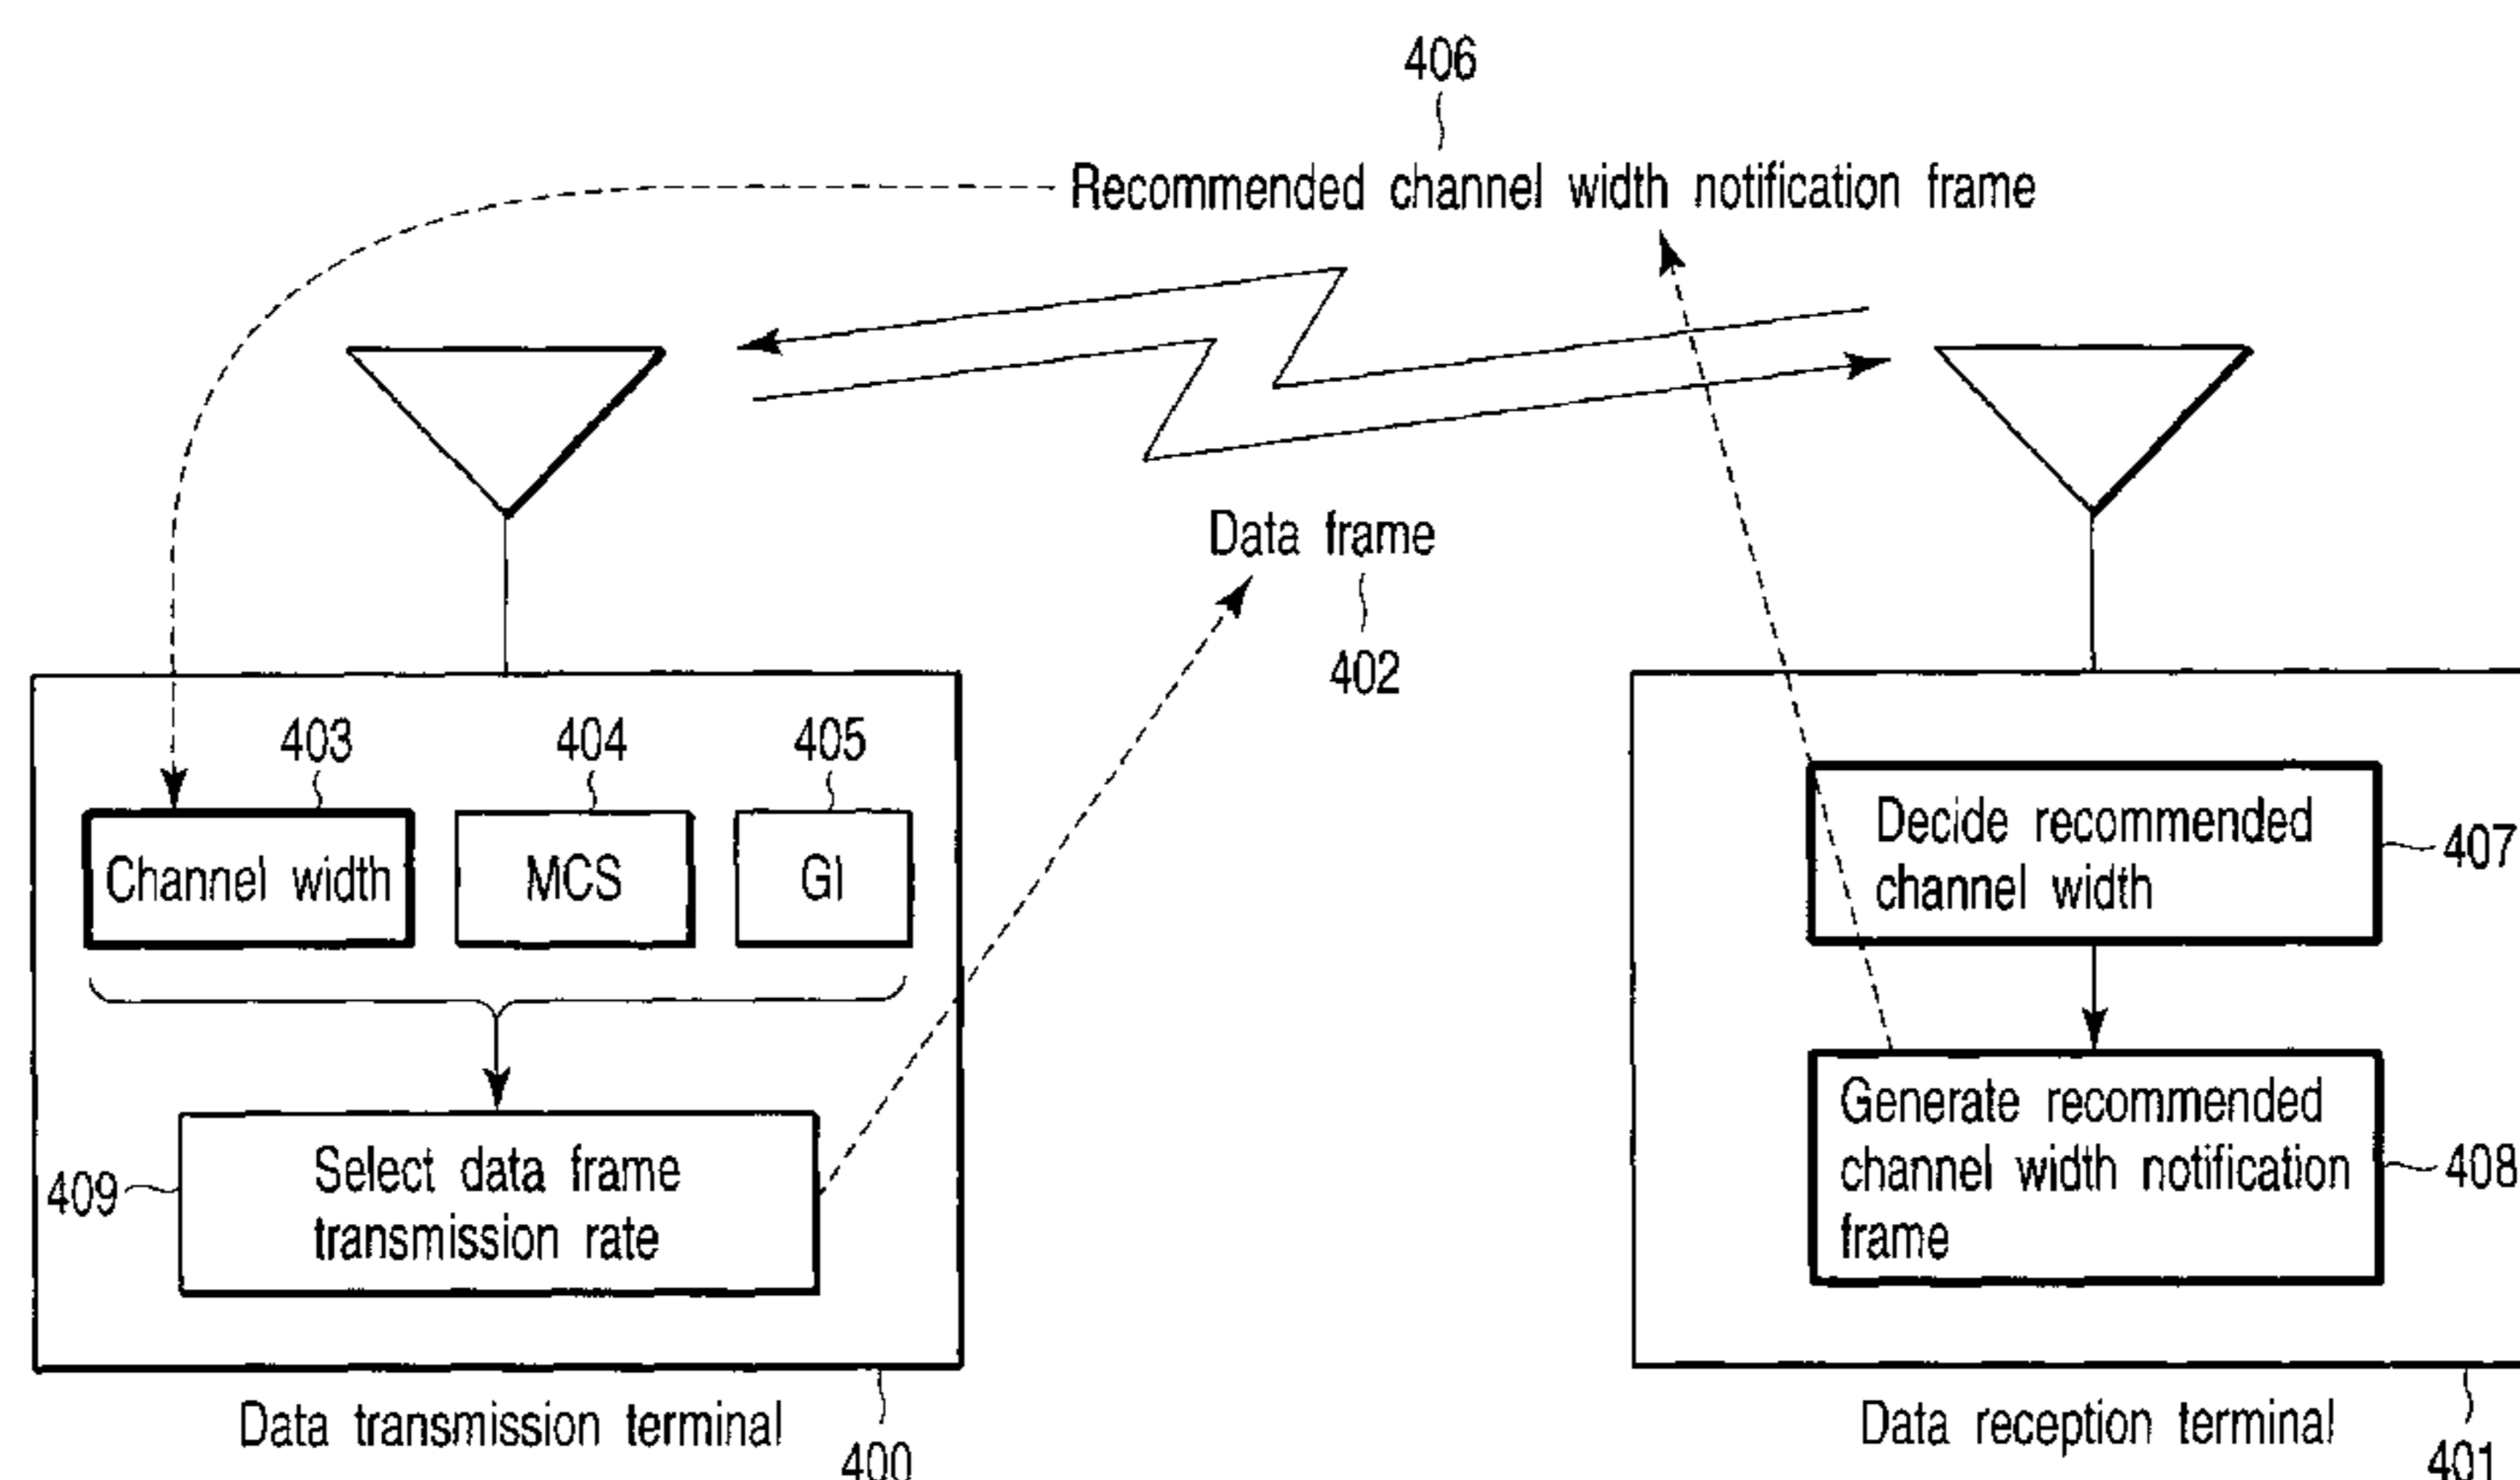 406
Recommended channel width notification frame
Data frame
402
403
404
405
Channel width
MCS
GI
Decide recommended
channel width
407
Generate recommended
channel width notification
frame
408
409
Select data frame
transmission rate
Data transmission terminal
400
Data reception terminal
401